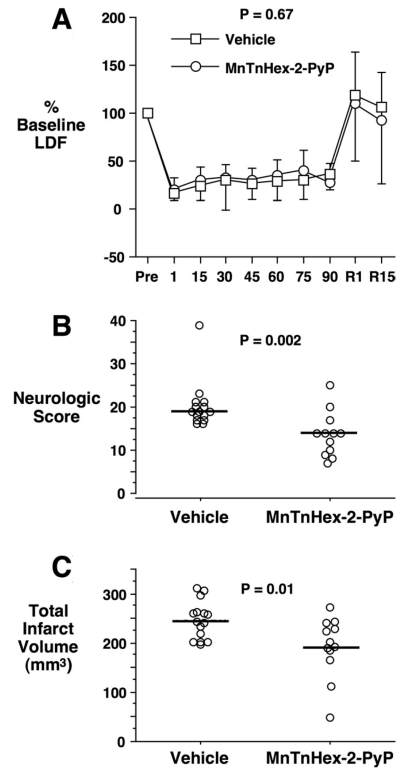 A
P = 0.67
200
150
100
50
0
-50
%
Baseline
LDF
Vehicle
MnTnHex-2-PyP
Pre 1 15 30 45 60 75 90 R1 R15
B
P = 0.002
40
30
20
10
0
Neurologic
Score
Vehicle MnTnHex-2-PyP
C
P = 0.01
300
200
100
0
Total
Infarct
Volume
(mm³)
Vehicle MnTnHex-2-PyP